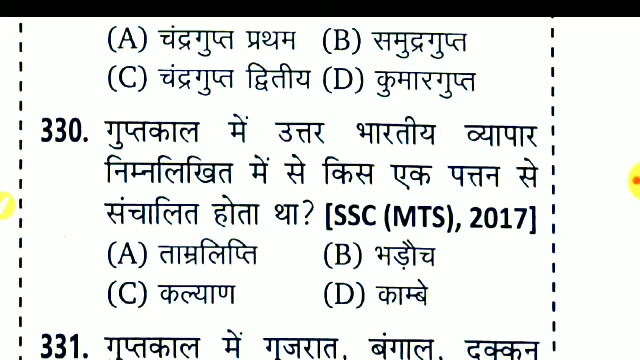 (A) चंद्रगुप्त प्रथम (B) समुद्रगुप्त
(C) चंद्रगुप्त द्वितीय (D) कुमारगुप्त
330. गुप्तकाल में उत्तर भारतीय व्यापार
निम्नलिखित में से किस एक पत्तन से
संचालित होता था? [SSC (MTS), 2017]
(A) ताम्रलिप्ति (B) भड़ौच
(C) कल्याण (D) काम्बे
331. गुप्तकाल में गुजरात, बंगाल, दक्कन